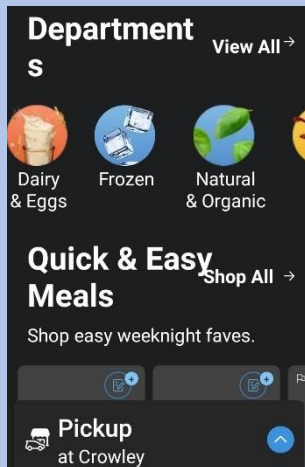 Department
s
View All
Dairy
& Eggs
Frozen
Natural
& Organic
Quick & Easy
Meals
Shop All
Shop easy weeknight faves.
Pickup
at Crowley